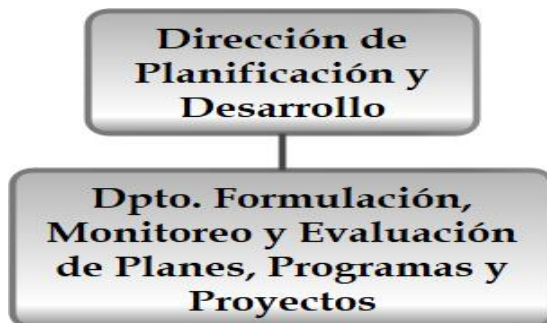 Dirección de
Planificación y
Desarrollo
Dpto. Formulación,
Monitoreo y Evaluación
de Planes, Programas y
Proyectos